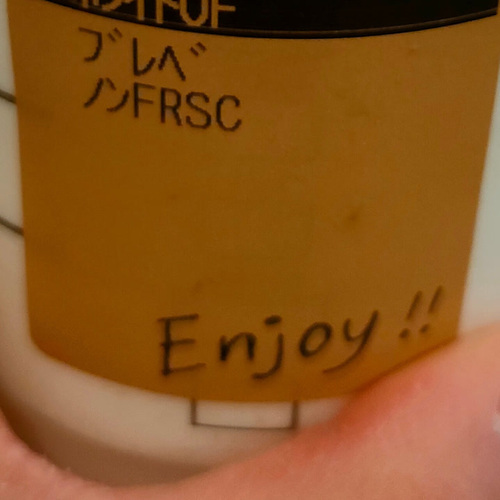 ﾌﾞﾚﾍﾞ
ﾉﾝFRSC
Enjoy!!